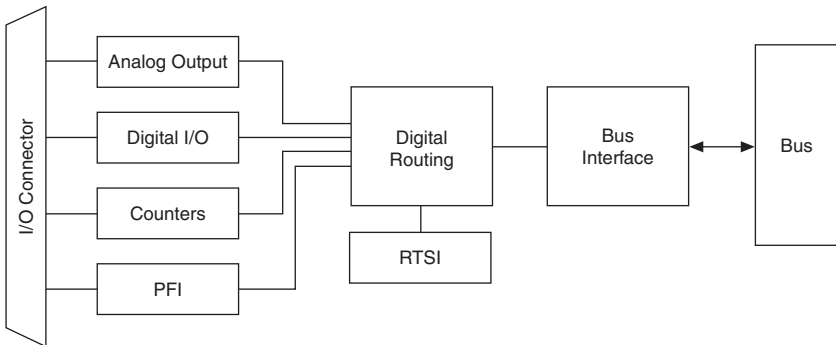 I/O Connector
Analog Output
Digital I/O
Counters
PFI
Digital
Routing
RTSI
Bus
Interface
Bus